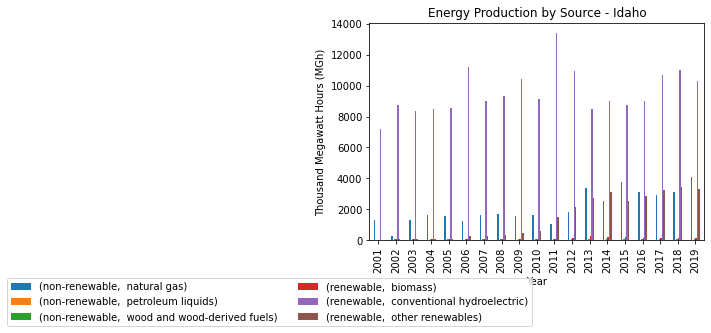 Energy Production by Source - Idaho
14000
12000
10000
8000
6000
4000
2000
0
Thousand Megawatt Hours (MGh)
2001 2002 2003 2004 2005 2006 2007 2008 2009 2010 2011 2012 2013 2014 2015 2016 2017 2018 2019
Year
(non-renewable, natural gas)
(non-renewable, petroleum liquids)
(non-renewable, wood and wood-derived fuels)
(renewable, biomass)
(renewable, conventional hydroelectric)
(renewable, other renewables)